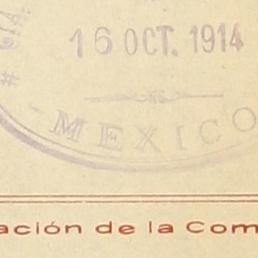 16 OCT. 1914
MEXICO
ación de la Com